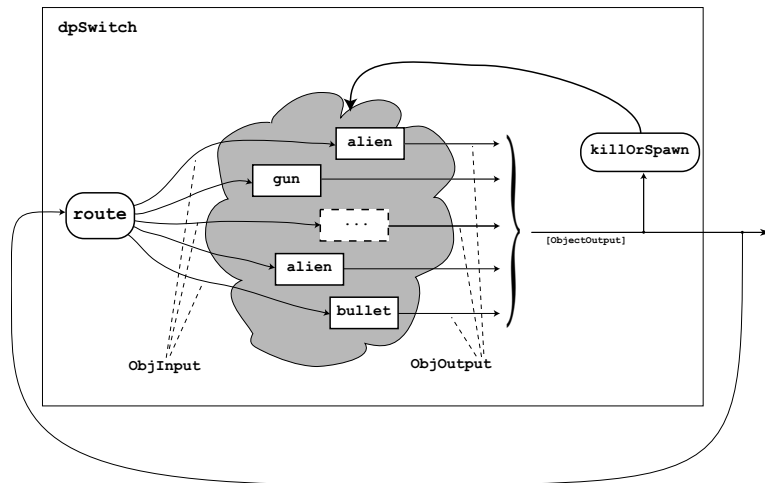 dpSwitch
alien
killOrSpawn
gun
route
...
[ObjectOutput]
alien
bullet
ObjInput
ObjOutput